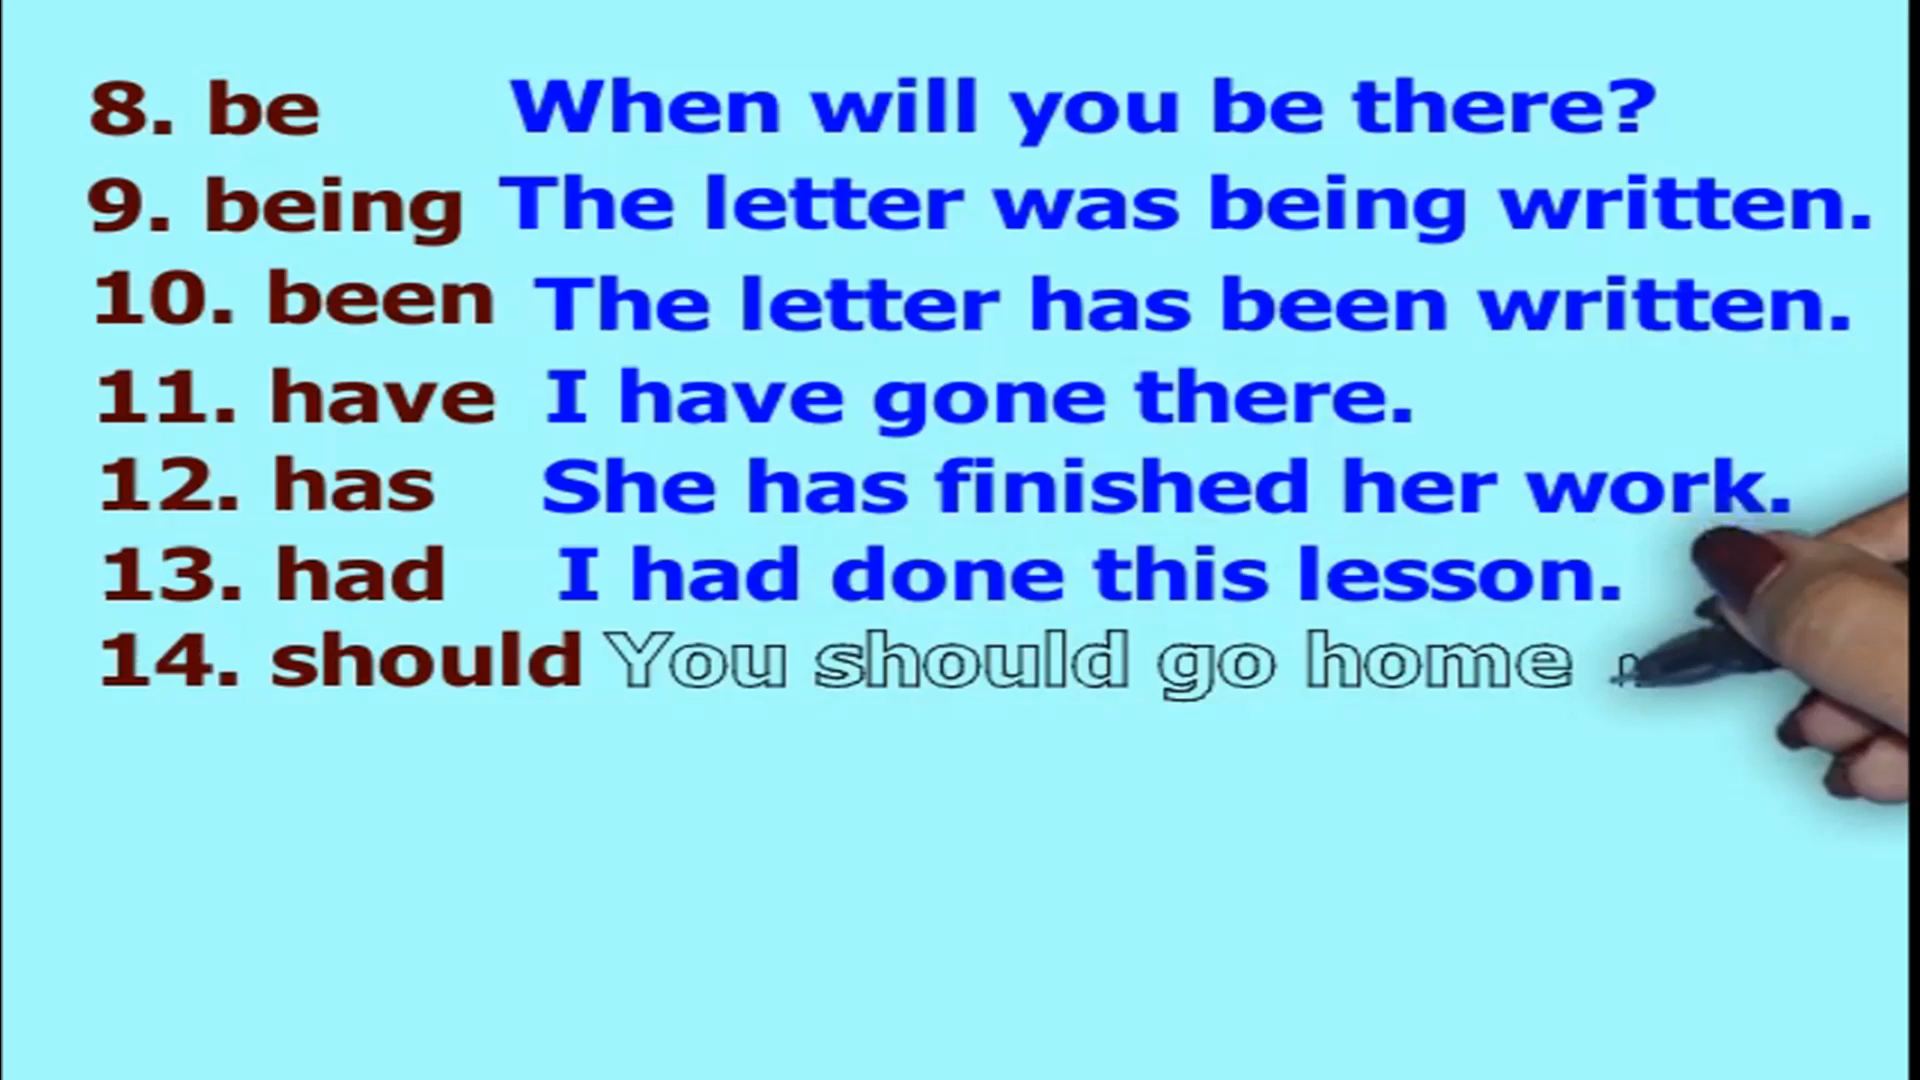 8. be When will you be there?
9. being The letter was being written.
10. been The letter has been written.
11. have I have gone there.
12. has She has finished her work.
13. had I had done this lesson.
14. should You should go home